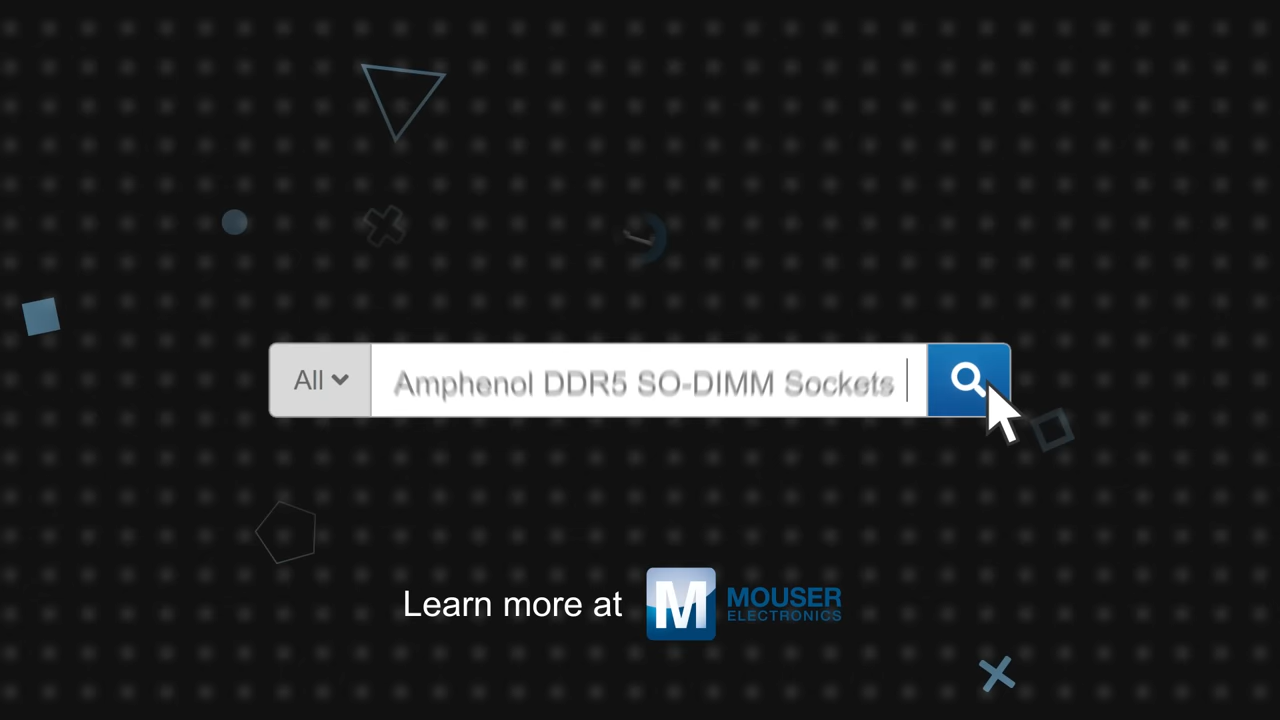 All
Amphenol DDR5 SO-DIMM Sockets
Learn more at
M
MOUSER
ELECTRONICS